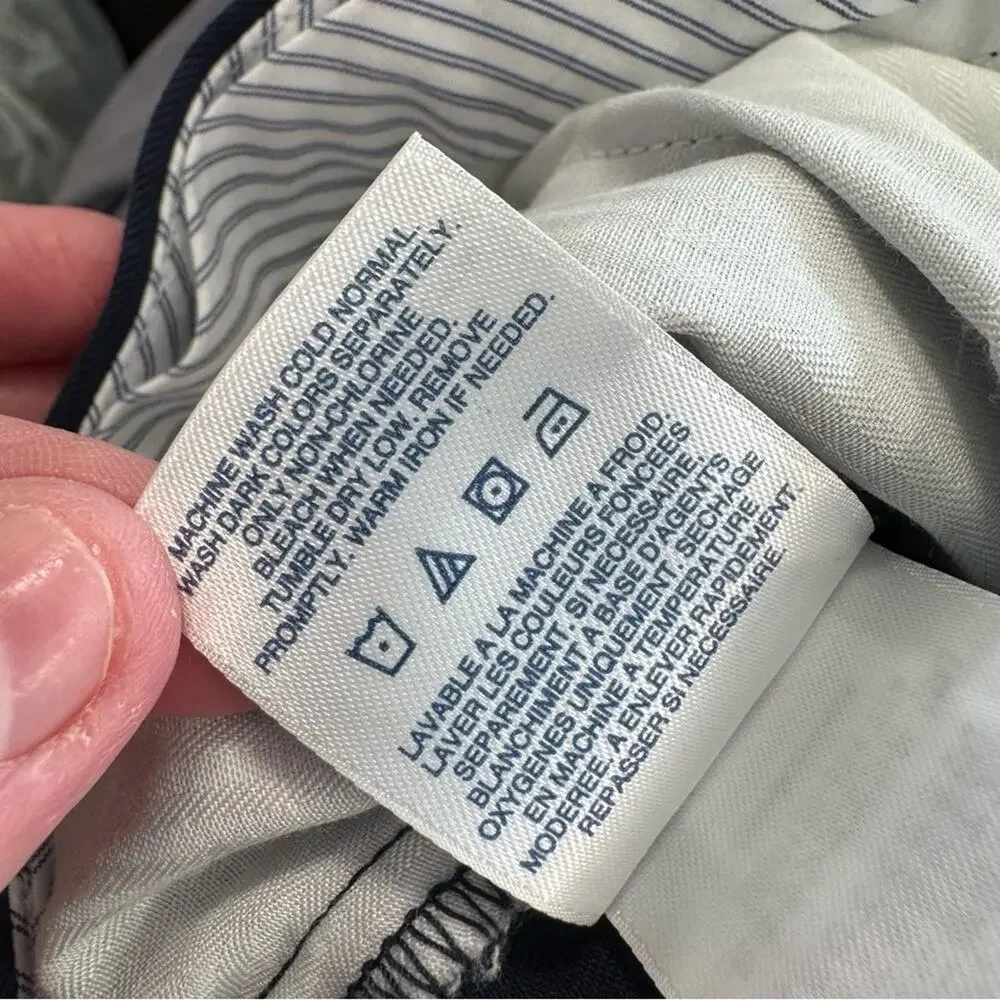 MACHINE WASH COLD NORMAL.
WASH DARK COLORS SEPARATELY.
ONLY NON-CHLORINE
BLEACH WHEN NEEDED.
TUMBLE DRY LOW. REMOVE
PROMPTLY. WARM IRON IF NEEDED.
LAVABLE A LA MACHINE A FROID.
LAVER LES COULEURS FONCEES
SEPAREMENT. SI NECESSAIRE,
BLANCHIMENT A BASE D'AGENTS
OXYGENES UNIQUEMENT. SECHAGE
EN MACHINE A TEMPERATURE
MODEREE. A ENLEVER RAPIDEMENT.
REPASSER SI NECESSAIRE.